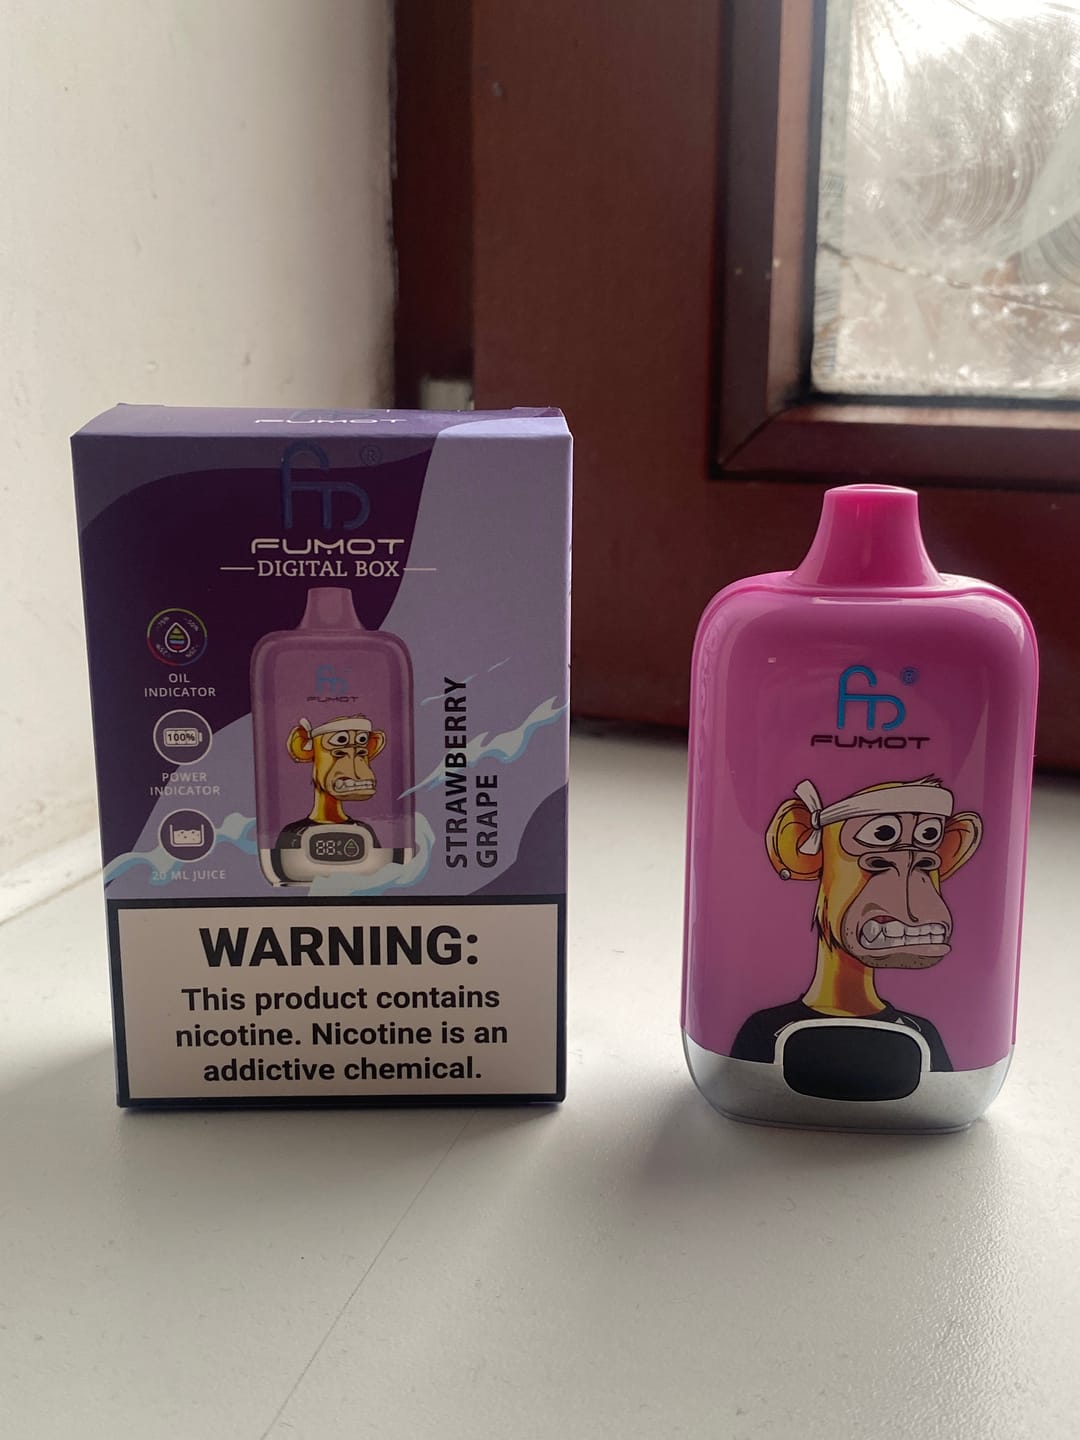 FUMOT
®
FUMOT
DIGITAL BOX
OIL
INDICATOR
100%
POWER
INDICATOR
20 ML JUICE
FUMOT
88
STRAWBERRY
GRAPE
WARNING:
This product contains
nicotine. Nicotine is an
addictive chemical.
®
FUMOT